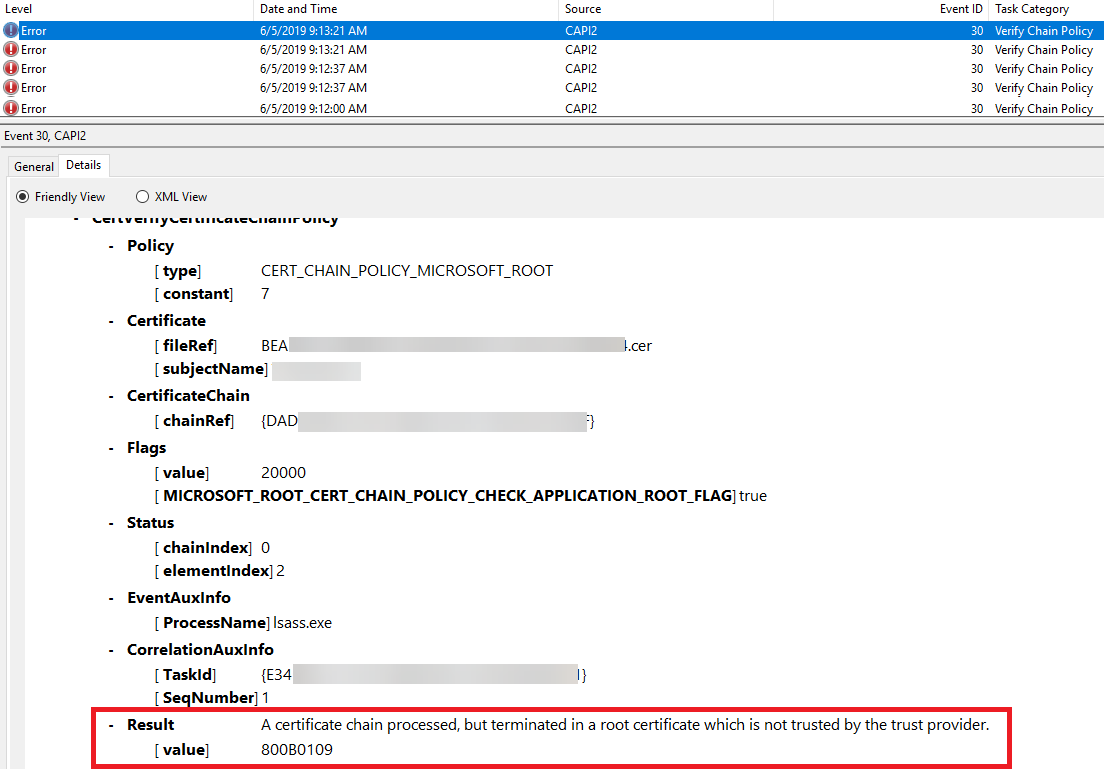 Level Date and Time Source Event ID Task Category
Error 6/5/2019 9:13:21 AM CAPI2 30 Verify Chain Policy
Error 6/5/2019 9:13:21 AM CAPI2 30 Verify Chain Policy
Error 6/5/2019 9:12:37 AM CAPI2 30 Verify Chain Policy
Error 6/5/2019 9:12:37 AM CAPI2 30 Verify Chain Policy
Error 6/5/2019 9:12:00 AM CAPI2 30 Verify Chain Policy
Event 30, CAPI2
General Details
Friendly View XML View
- CertVerifyCertificateChainPolicy
- Policy
[ type] CERT_CHAIN_POLICY_MICROSOFT_ROOT
[ constant] 7
- Certificate
[ fileRef] BEA .cer
[ subjectName]
- CertificateChain
[ chainRef] {DAD }
- Flags
[ value] 20000
[ MICROSOFT_ROOT_CERT_CHAIN_POLICY_CHECK_APPLICATION_ROOT_FLAG] true
- Status
[ chainIndex] 0
[ elementIndex] 2
- EventAuxInfo
[ ProcessName] lsass.exe
- CorrelationAuxInfo
[ TaskId] {E34 }
[ SeqNumber] 1
- Result A certificate chain processed, but terminated in a root certificate which is not trusted by the trust provider.
[ value] 800B0109